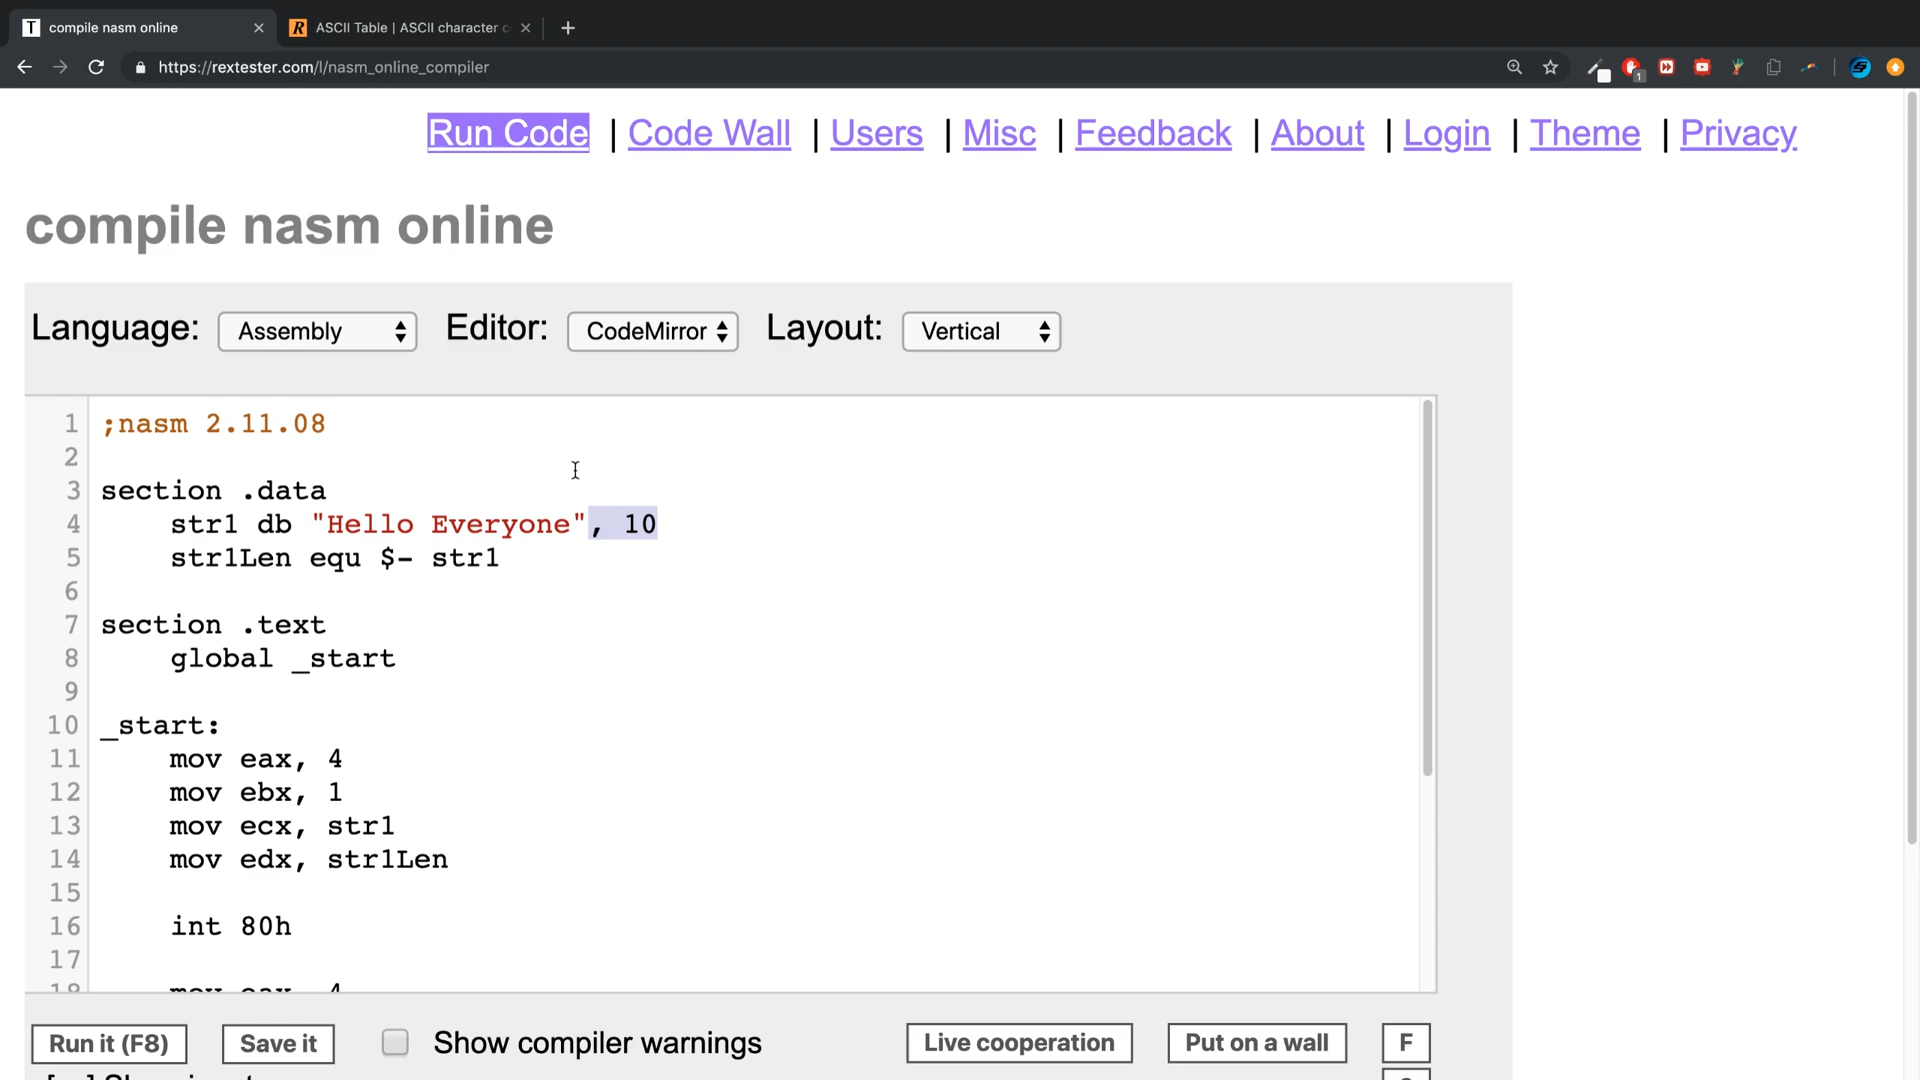 compile nasm online
ASCII Table | ASCII character
https://rextester.com/l/nasm_online_compiler
Run Code | Code Wall | Users | Misc | Feedback | About | Login | Theme | Privacy
compile nasm online
Language: Assembly Editor: CodeMirror Layout: Vertical
1 ;nasm 2.11.08
2
3 section .data
4 str1 db "Hello Everyone", 10
5 str1Len equ $- str1
6
7 section .text
8 global _start
9
10 _start:
11 mov eax, 4
12 mov ebx, 1
13 mov ecx, str1
14 mov edx, str1Len
15
16 int 80h
17
18 mov eax, 4
Run it (F8) Save it Show compiler warnings Live cooperation Put on a wall F